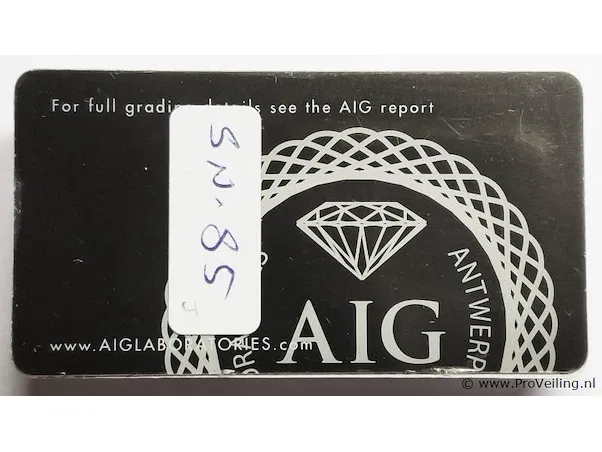 For full grading details see the AIG report
SN.85
AIG
ANTWERP
www.AIGLABORATORIES.com
© www.ProVeiling.nl